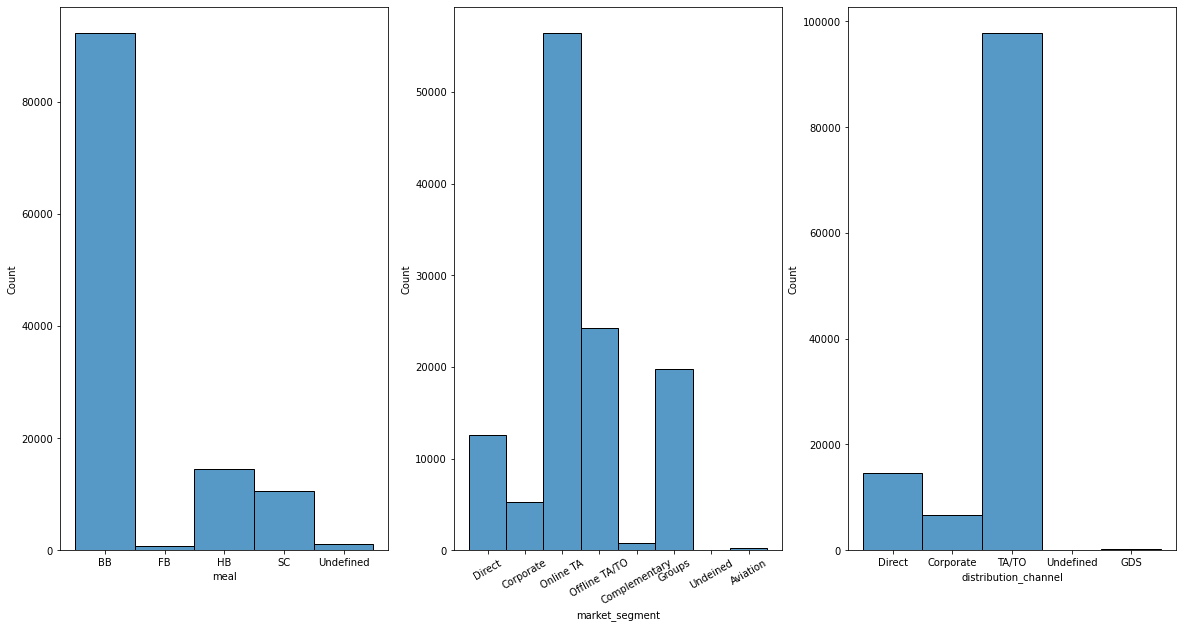 80000
60000
40000
20000
0
Count
BB FB HB SC Undefined
meal
50000
40000
30000
20000
10000
0
Count
Direct Corporate Online TA Offline TA/TO Complementary Groups Undeined Aviation
market_segment
100000
80000
60000
40000
20000
0
Count
Direct Corporate TA/TO Undefined GDS
distribution_channel